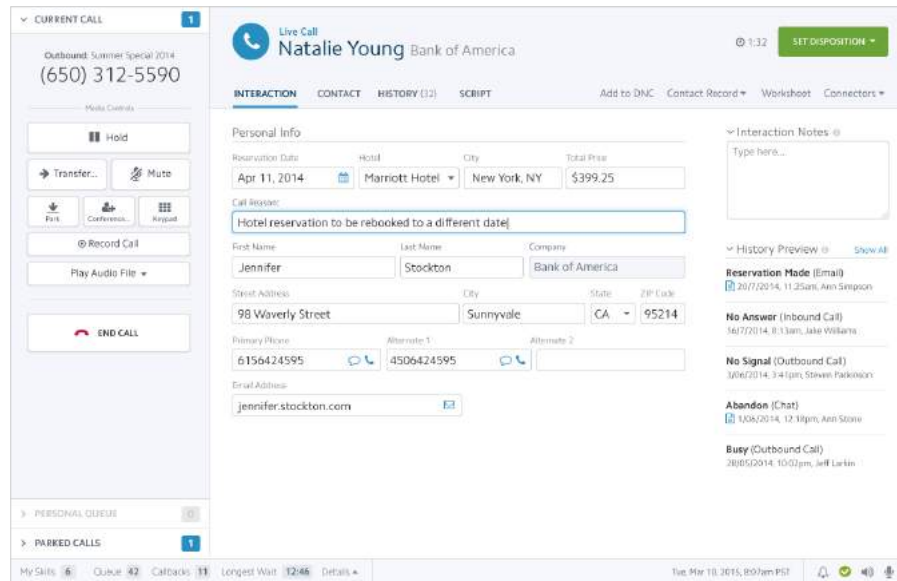 CURRENT CALL 1
Outbound: Summer Special 2014
(650) 312-5590
Media Controls
Hold
Transfer... Mute
Park Conference... Keypad
Record Call
Play Audio File
END CALL
PERSONAL QUEUE 0
PARKED CALLS 1
Live Call
Natalie Young Bank of America
1:32
SET DISPOSITION
INTERACTION CONTACT HISTORY (32) SCRIPT
Add to DNC Contact Record Worksheet Connectors
Personal Info
Reservation Date Hotel City Total Price
Apr 11, 2014 Marriott Hotel New York, NY $399.25
Call Reason:
Hotel reservation to be rebooked to a different date
First Name Last Name Company
Jennifer Stockton Bank of America
Street Address City State ZIP Code
98 Waverly Street Sunnyvale CA 95214
Primary Phone Alternate 1 Alternate 2
6156424595 4506424595
Email Address
jennifer.stockton.com
Interaction Notes
Type here...
History Preview Show All
Reservation Made (Email)
20/7/2014, 11:25am, Ann Simpson
No Answer (Inbound Call)
16/7/2014, 8:13am, Jake Williams
No Signal (Outbound Call)
3/06/2014, 3:41pm, Steven Parkinson
Abandon (Chat)
1/06/2014, 12:18pm, Ann Stone
Busy (Outbound Call)
28/05/2014, 10:02pm, Jeff Larkin
My Skills 6 Queue 42 Callbacks 11 Longest Wait 12:46 Details
Tue, Mar 10, 2015, 8:07am PST